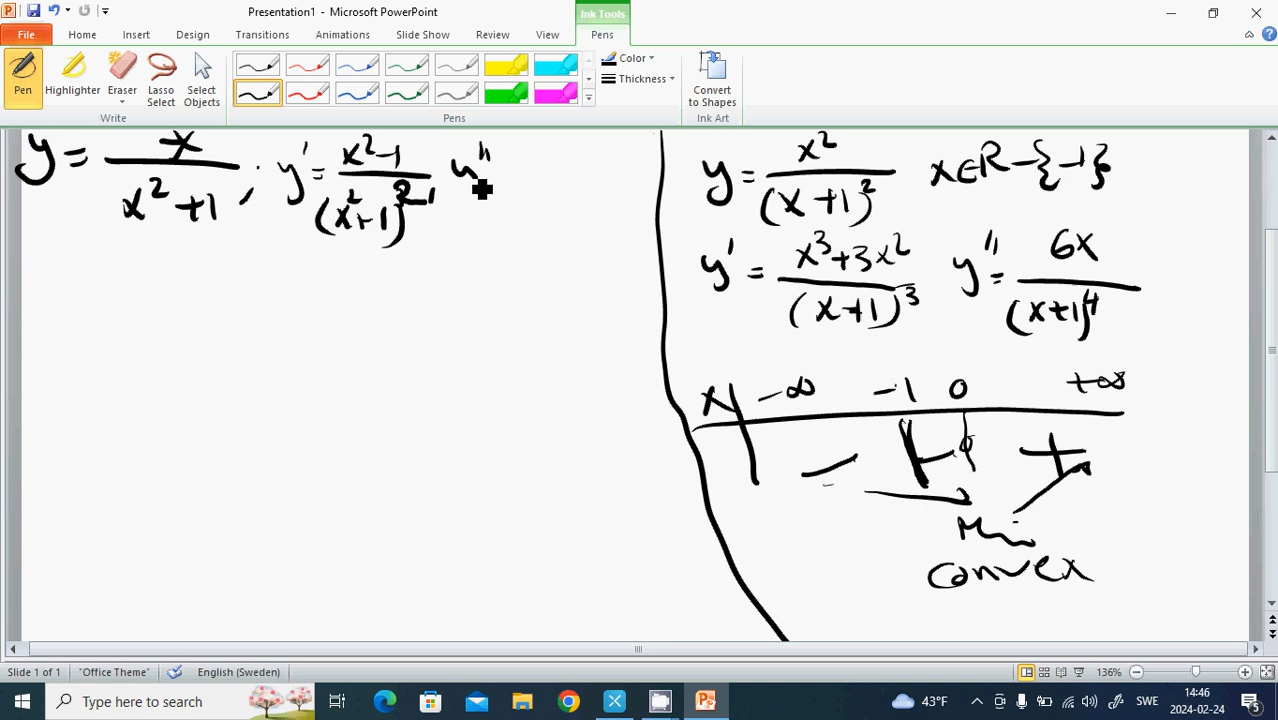 Presentation1 - Microsoft PowerPoint
Ink Tools
File Home Insert Design Transitions Animations Slide Show Review View Pens
Pen Highlighter Eraser Lasso Select Select Objects
Color
Thickness
Convert to Shapes
Write Pens Ink Art
y = x / (x² + 1) ; y' = (x² - 1) / (x² + 1)² , y''
y = x² / (x + 1)² x ∈ R - {-1}
y' = (x³ + 3x²) / (x + 1)³ y'' = 6x / (x + 1)⁴
x -∞ -1 0 +∞
- - 0 +
Min
convex
Slide 1 of 1 "Office Theme" English (Sweden) 136%
Type here to search 43°F SWE 14:46
2024-02-24 5